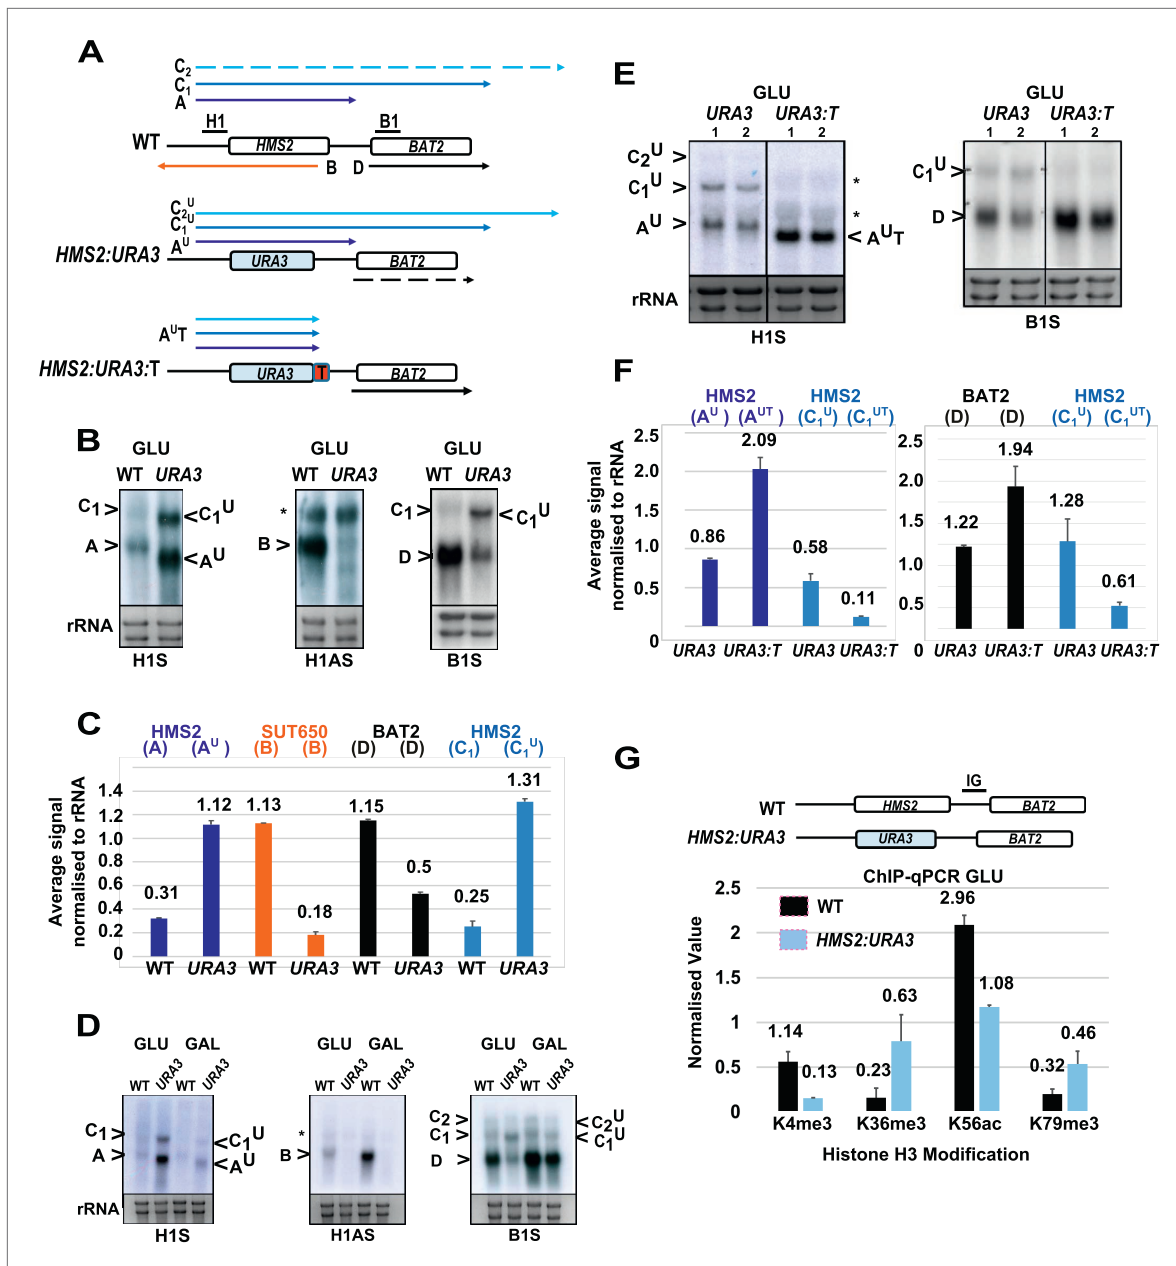 A
C2
C1
A
H1
B1
WT
HMS2
BAT2
B
D
C2U
C1U
AU
HMS2:URA3
URA3
BAT2
AUT
HMS2:URA3:T
URA3
T
BAT2
B
GLU
GLU
GLU
WT URA3
WT URA3
WT URA3
C1 >
< C1U
A >
< AU
* >
B >
C1 >
< C1U
D >
rRNA
H1S
H1AS
B1S
C
HMS2
SUT650
BAT2
HMS2
(A) (AU)
(B) (B)
(D) (D)
(C1) (C1U)
Average signal
normalised to rRNA
1.4
1.2
1
0.8
0.6
0.4
0.2
0
0.31
1.12
1.13
0.18
1.15
0.5
0.25
1.31
WT URA3 WT URA3 WT URA3 WT URA3
D
GLU GAL
GLU GAL
GLU GAL
WT URA3 WT URA3
WT URA3 WT URA3
WT URA3 WT URA3
C1 >
< C1U
A >
< AU
* >
B >
C2 >
C1 >
D >
< C2U
< C1U
rRNA
H1S
H1AS
B1S
E
GLU
URA3 URA3:T
1 2 1 2
C2U >
C1U >
AU >
*
*
< AUT
rRNA
H1S
GLU
URA3 URA3:T
1 2 1 2
C1U >
D >
B1S
F
HMS2
HMS2
(AU) (AUT)
(C1U) (C1UT)
Average signal
normalised to rRNA
2.5
2.0
1.2
1.0
0.5
0
0.86
2.09
0.58
0.11
URA3 URA3:T URA3 URA3:T
BAT2
HMS2
(D) (D)
(C1U) (C1UT)
2.5
2.0
1.2
1.0
0.5
0
1.22
1.94
1.28
0.61
URA3 URA3:T URA3 URA3:T
G
IG
WT
HMS2
BAT2
HMS2:URA3
URA3
BAT2
ChIP-qPCR GLU
WT
HMS2:URA3
Normalised Value
2.5
2
1.5
1
0.5
0
1.14
0.13
0.23
0.63
2.96
1.08
0.32
0.46
K4me3 K36me3 K56ac K79me3
Histone H3 Modification